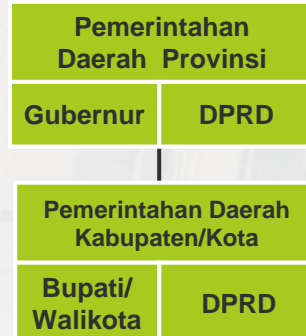 Pemerintahan
Daerah Provinsi
Gubernur DPRD
Pemerintahan Daerah
Kabupaten/Kota
Bupati/
Walikota DPRD